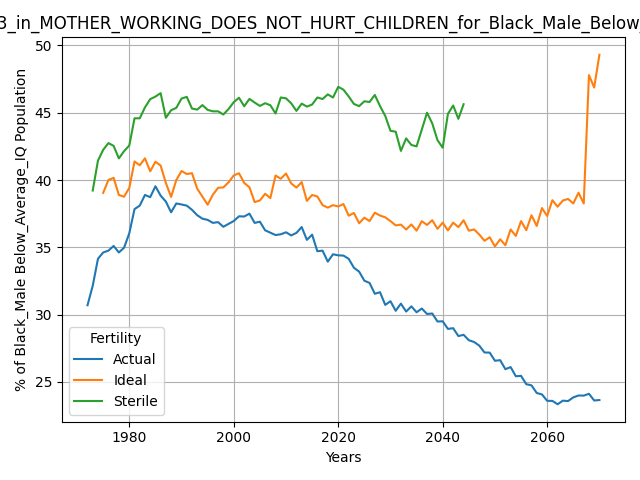 3_in_MOTHER_WORKING_DOES_NOT_HURT_CHILDREN_for_Black_Male_Below_
% of Black_Male Below_Average_IQ Population
50
45
40
35
30
25
Fertility
Actual
Ideal
Sterile
1980
2000
2020
2040
2060
Years